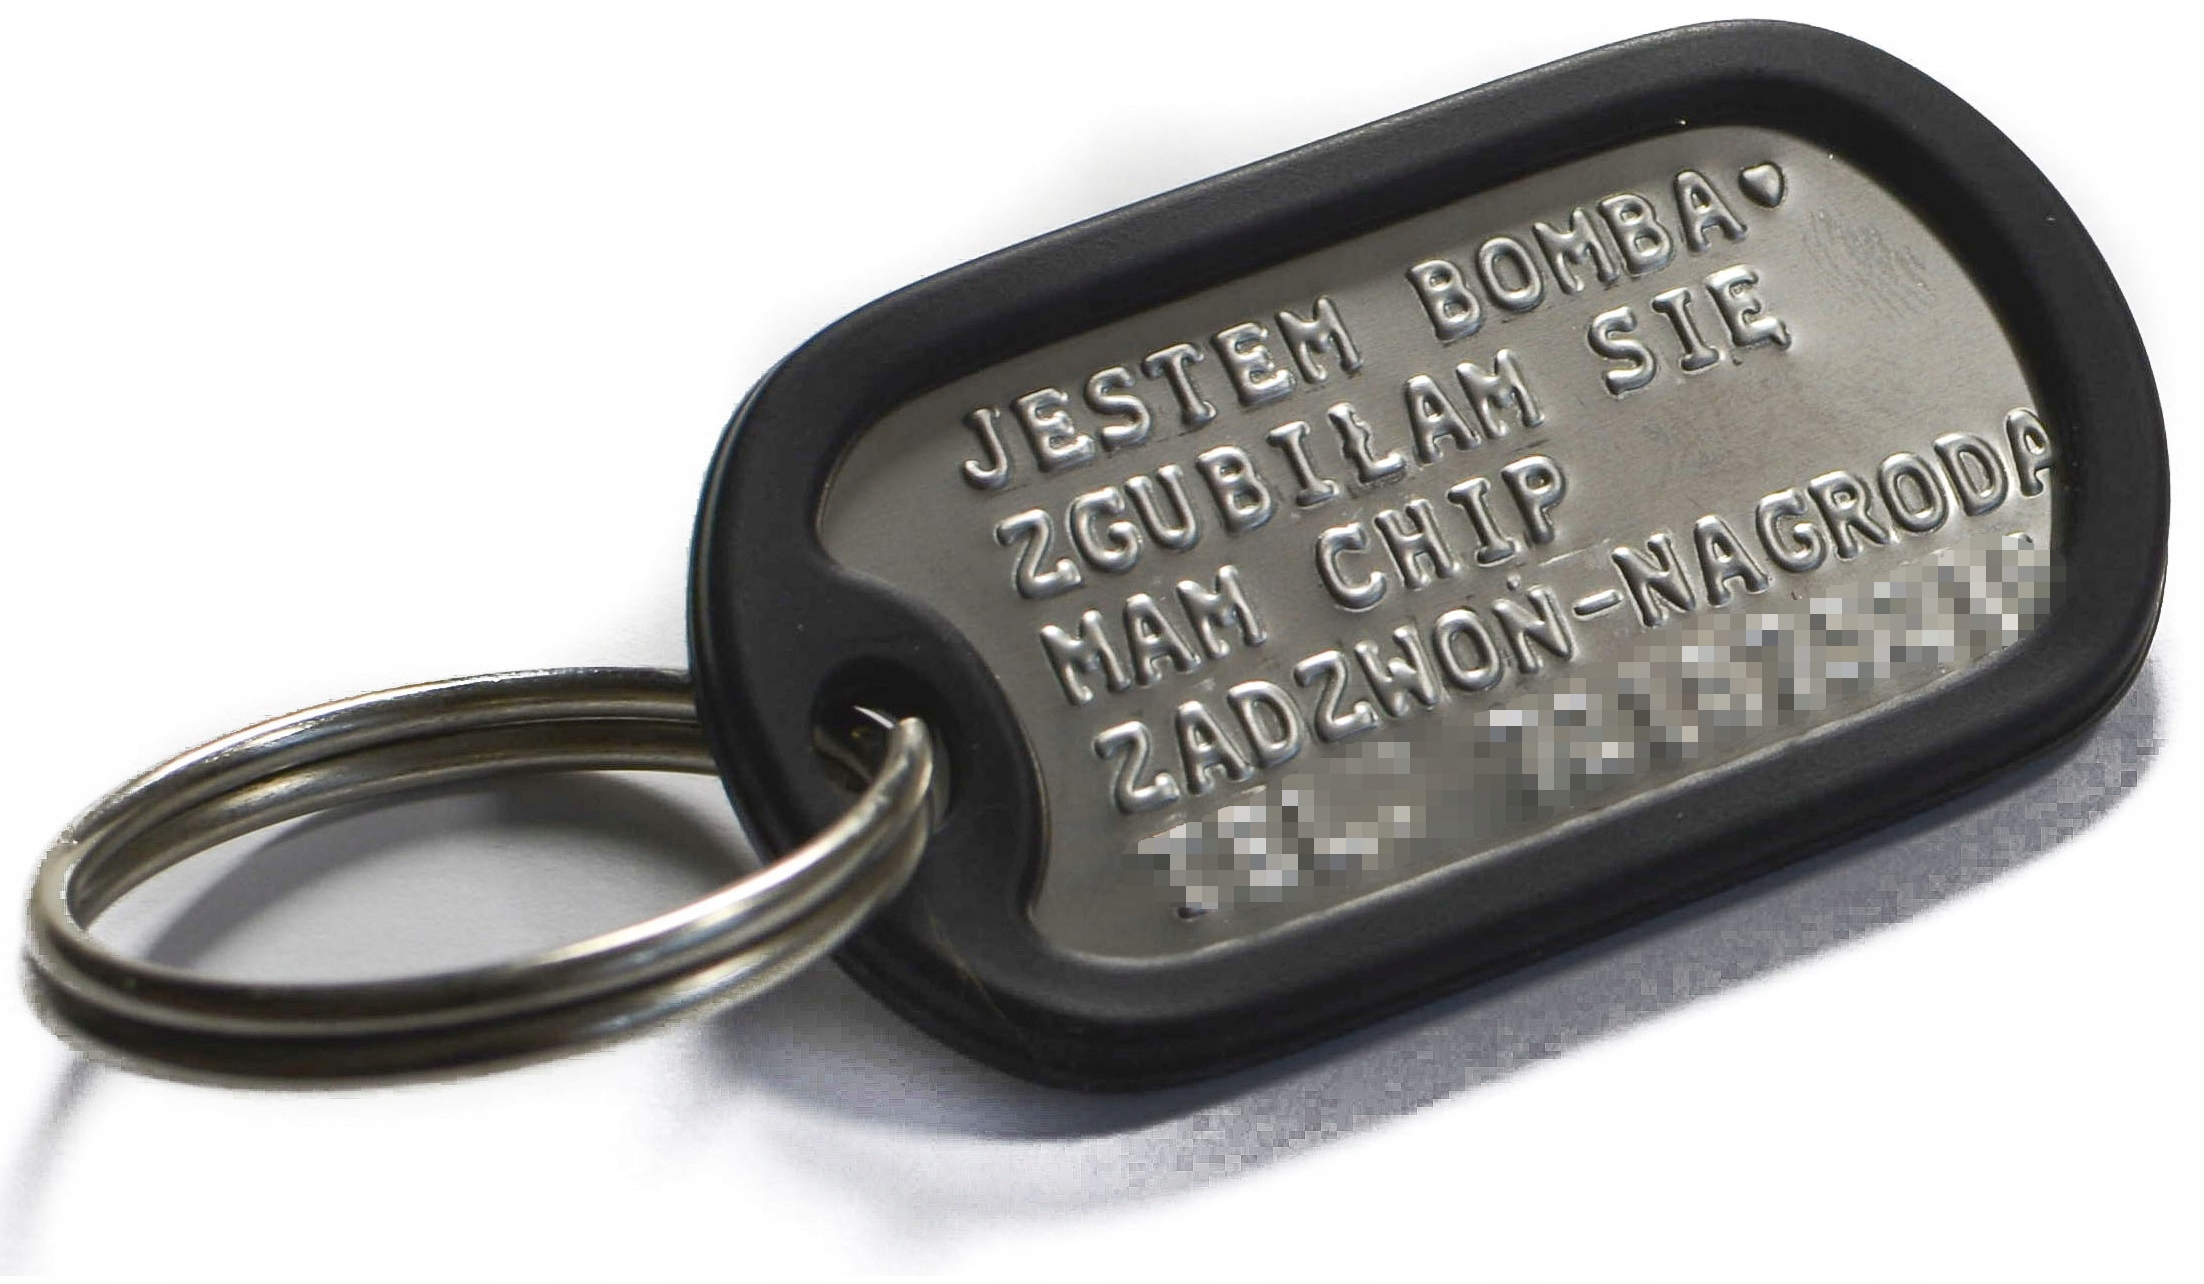 JESTEM BOMBA♥
ZGUBIŁAM SIĘ
MAM CHIP
ZADZWOŃ-NAGRODA